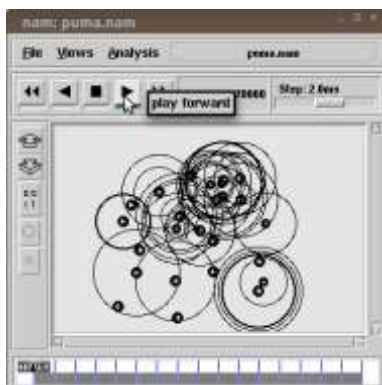 nam: puma.nam
File Views Analysis puma.nam
Step: 2.0ms
play forward